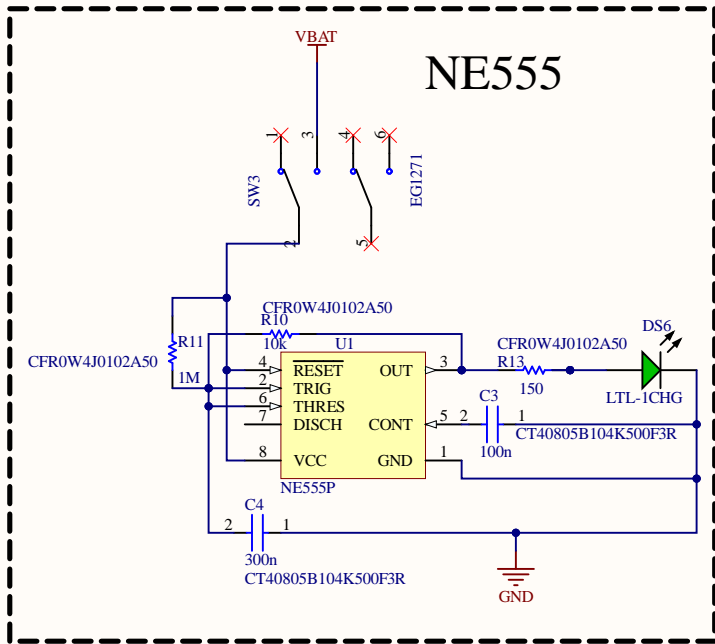 VBAT
NE555
1
3
4
6
SW3
EG1271
2
5
CFR0W4J0102A50
R10
10k
U1
R11
CFR0W4J0102A50
1M
DS6
CFR0W4J0102A50
R13
150
LTL-1CHG
4 RESET OUT 3
2 TRIG
6 THRES
7 DISCH CONT 5
8 VCC GND 1
NE555P
C3
2 1
100n
CT40805B104K500F3R
C4
2 1
300n
CT40805B104K500F3R
GND